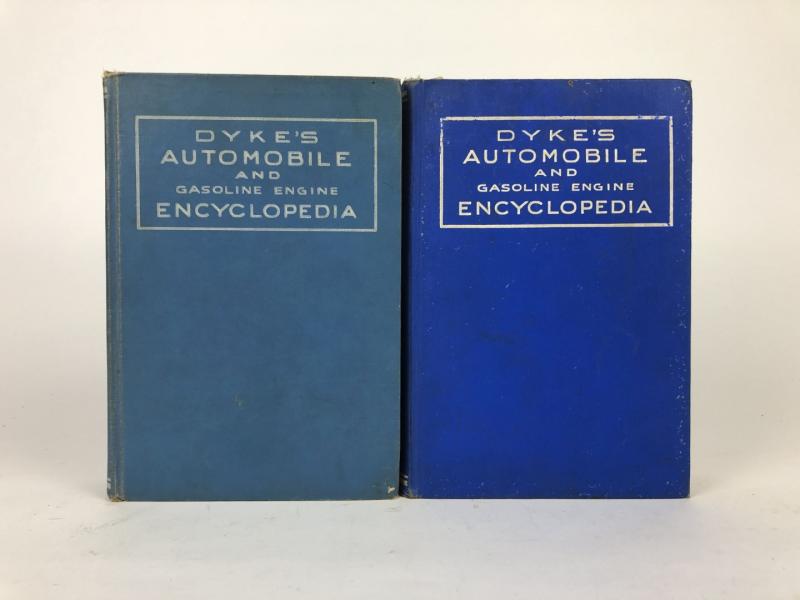 DYKE'S
AUTOMOBILE
AND
GASOLINE ENGINE
ENCYCLOPEDIA
DYKE'S
AUTOMOBILE
AND
GASOLINE ENGINE
ENCYCLOPEDIA